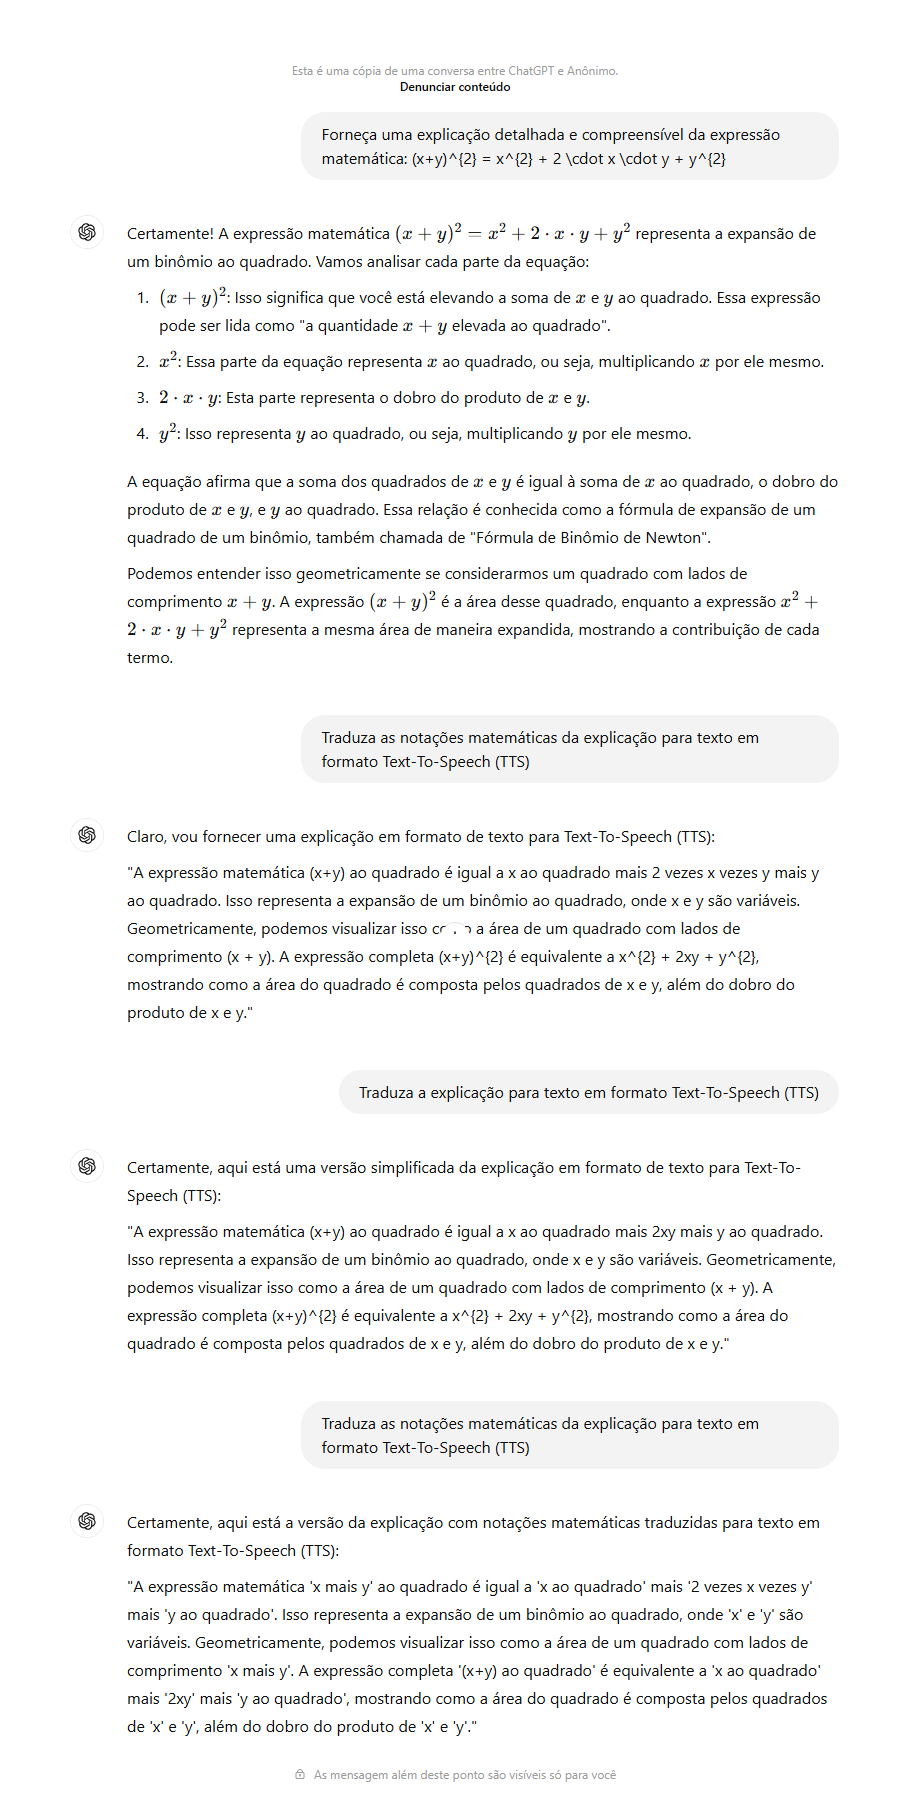 Esta é uma cópia de uma conversa entre ChatGPT e Anônimo.
Denunciar conteúdo
Forneça uma explicação detalhada e compreensível da expressão
matemática: (x+y)^{2} = x^{2} + 2 \cdot x \cdot y + y^{2}
Certamente! A expressão matemática (x + y)² = x² + 2 · x · y + y² representa a expansão de
um binômio ao quadrado. Vamos analisar cada parte da equação:
1. (x + y)²: Isso significa que você está elevando a soma de x e y ao quadrado. Essa expressão
pode ser lida como "a quantidade x + y elevada ao quadrado".
2. x²: Essa parte da equação representa x ao quadrado, ou seja, multiplicando x por ele mesmo.
3. 2 · x · y: Esta parte representa o dobro do produto de x e y.
4. y²: Isso representa y ao quadrado, ou seja, multiplicando y por ele mesmo.
A equação afirma que a soma dos quadrados de x e y é igual à soma de x ao quadrado, o dobro do
produto de x e y, e y ao quadrado. Essa relação é conhecida como a fórmula de expansão de um
quadrado de um binômio, também chamada de "Fórmula de Binômio de Newton".
Podemos entender isso geometricamente se considerarmos um quadrado com lados de
comprimento x + y. A expressão (x + y)² é a área desse quadrado, enquanto a expressão x² +
2 · x · y + y² representa a mesma área de maneira expandida, mostrando a contribuição de cada
termo.
Traduza as notações matemáticas da explicação para texto em
formato Text-To-Speech (TTS)
Claro, vou fornecer uma explicação em formato de texto para Text-To-Speech (TTS):
"A expressão matemática (x+y) ao quadrado é igual a x ao quadrado mais 2 vezes x vezes y mais y
ao quadrado. Isso representa a expansão de um binômio ao quadrado, onde x e y são variáveis.
Geometricamente, podemos visualizar isso a área de um quadrado com lados de
comprimento (x + y). A expressão completa (x+y)^{2} é equivalente a x^{2} + 2xy + y^{2},
mostrando como a área do quadrado é composta pelos quadrados de x e y, além do dobro do
produto de x e y."
Traduza a explicação para texto em formato Text-To-Speech (TTS)
Certamente, aqui está uma versão simplificada da explicação em formato de texto para Text-To-
Speech (TTS):
"A expressão matemática (x+y) ao quadrado é igual a x ao quadrado mais 2xy mais y ao quadrado.
Isso representa a expansão de um binômio ao quadrado, onde x e y são variáveis. Geometricamente,
podemos visualizar isso como a área de um quadrado com lados de comprimento (x + y). A
expressão completa (x+y)^{2} é equivalente a x^{2} + 2xy + y^{2}, mostrando como a área do
quadrado é composta pelos quadrados de x e y, além do dobro do produto de x e y."
Traduza as notações matemáticas da explicação para texto em
formato Text-To-Speech (TTS)
Certamente, aqui está a versão da explicação com notações matemáticas traduzidas para texto em
formato Text-To-Speech (TTS):
"A expressão matemática 'x mais y' ao quadrado é igual a 'x ao quadrado' mais '2 vezes x vezes y'
mais 'y ao quadrado'. Isso representa a expansão de um binômio ao quadrado, onde 'x' e 'y' são
variáveis. Geometricamente, podemos visualizar isso como a área de um quadrado com lados de
comprimento 'x mais y'. A expressão completa '(x+y) ao quadrado' é equivalente a 'x ao quadrado'
mais '2xy' mais 'y ao quadrado', mostrando como a área do quadrado é composta pelos quadrados
de 'x' e 'y', além do dobro do produto de 'x' e 'y'."
As mensagem além deste ponto são visíveis só para você